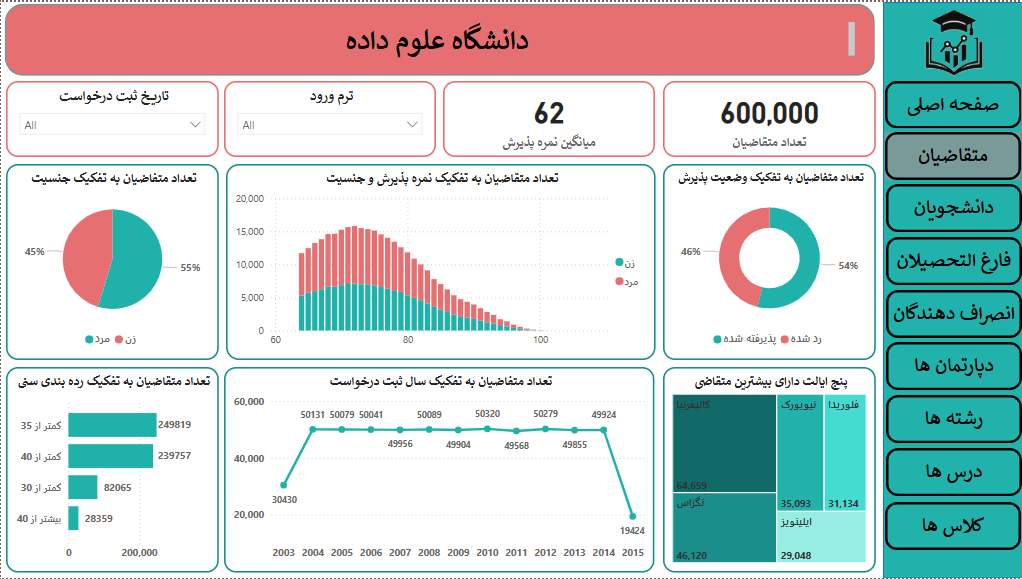 دانشگاه علوم داده
صفحه اصلی
متقاضیان
دانشجویان
فارغ التحصیلان
انصراف دهندگان
دپارتمان ها
رشته ها
درس ها
کلاس ها
600,000
تعداد متقاضیان
62
میانگین نمره پذیرش
ترم ورود
All
تاریخ ثبت درخواست
All
تعداد متقاضیان به تفکیک وضعیت پذیرش
46%
54%
رد شده
پذیرفته شده
تعداد متقاضیان به تفکیک نمره پذیرش و جنسیت
20,000
15,000
10,000
5,000
0
60
80
100
زن
مرد
تعداد متقاضیان به تفکیک جنسیت
45%
55%
زن
مرد
پنج ایالت دارای بیشترین متقاضی
کالیفرنیا
64,659
تگزاس
46,120
نیویورک
35,093
فلوریدا
31,134
ایلینویز
29,048
تعداد متقاضیان به تفکیک سال ثبت درخواست
60,000
40,000
20,000
30430
50131
50079
50041
49956
50089
49904
50320
49568
50279
49855
49924
19424
2003 2004 2005 2006 2007 2008 2009 2010 2011 2012 2013 2014 2015
تعداد متقاضیان به تفکیک رده بندی سنی
کمتر از 35
249819
کمتر از 40
239757
کمتر از 30
82065
بیشتر از 40
28359
0
200,000